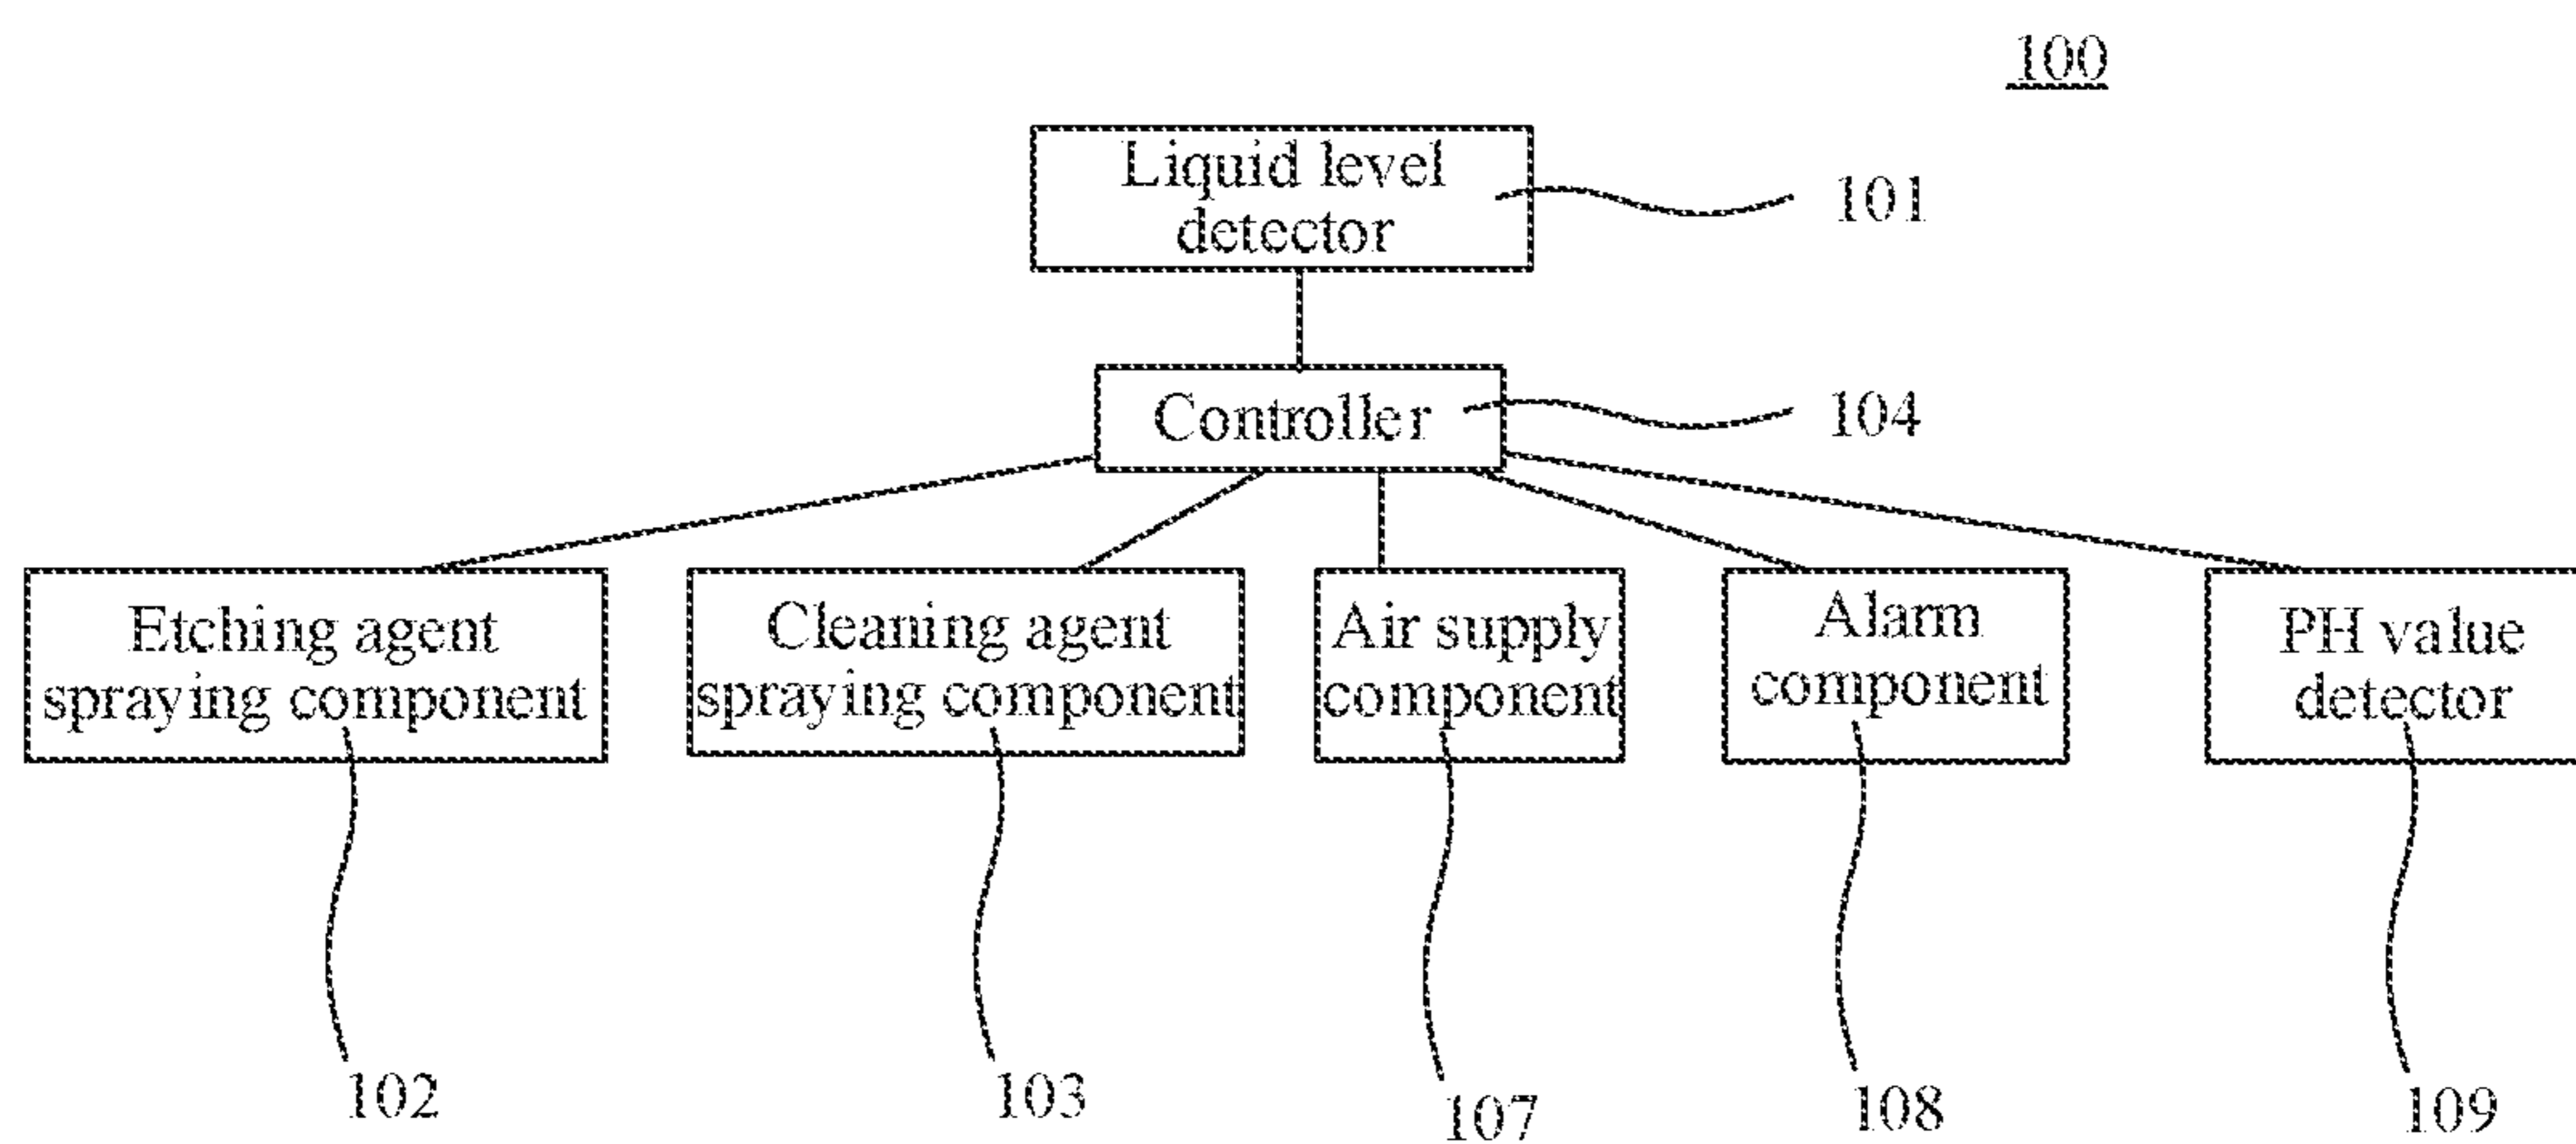 100
Liquid level
detector
101
Controller
104
Etching agent
spraying component
Cleaning agent
spraying component
Air supply
component
Alarm
component
PH value
detector
102
103
107
108
109